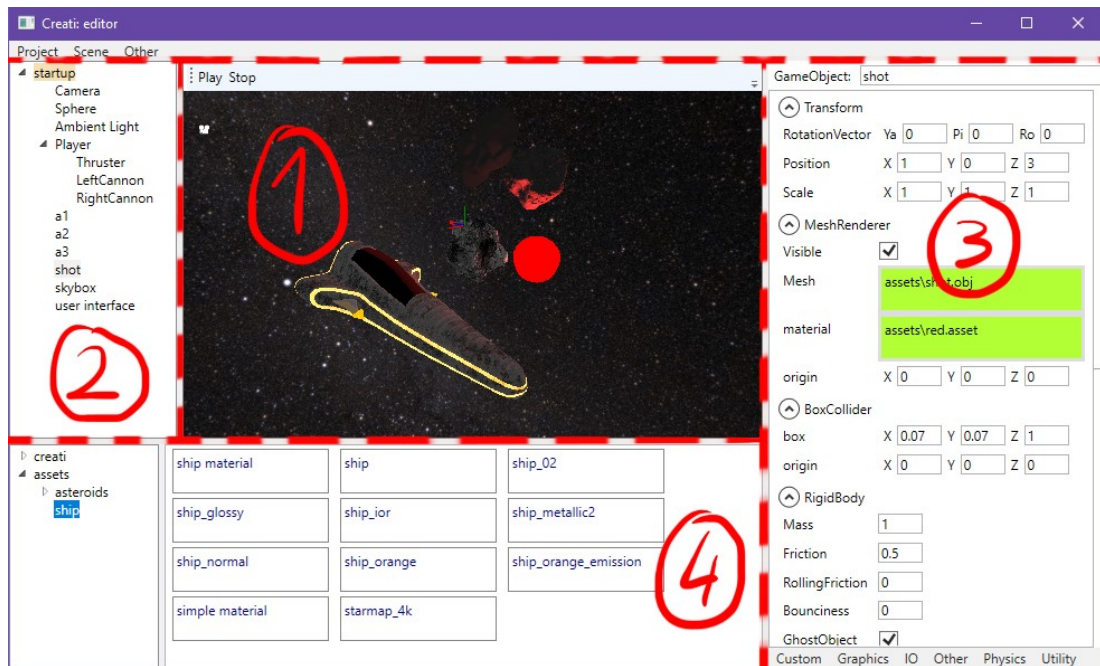 Creati: editor
Project Scene Other
startup
Camera
Sphere
Ambient Light
Player
Thruster
LeftCannon
RightCannon
a1
a2
a3
shot
skybox
user interface
2
Play Stop
1
GameObject: shot
Transform
RotationVector Ya 0 Pi 0 Ro 0
Position X 1 Y 0 Z 3
Scale X 1 Y 1 Z 1
MeshRenderer
3
Visible
Mesh assets\shot.obj
material assets\red.asset
origin X 0 Y 0 Z 0
BoxCollider
box X 0.07 Y 0.07 Z 1
origin X 0 Y 0 Z 0
RigidBody
Mass 1
Friction 0.5
RollingFriction 0
Bounciness 0
GhostObject
Custom Graphics IO Other Physics Utility
creati
assets
asteroids
ship
ship material ship ship_02
ship_glossy ship_ior ship_metallic2
ship_normal ship_orange ship_orange_emission
simple material starmap_4k
4